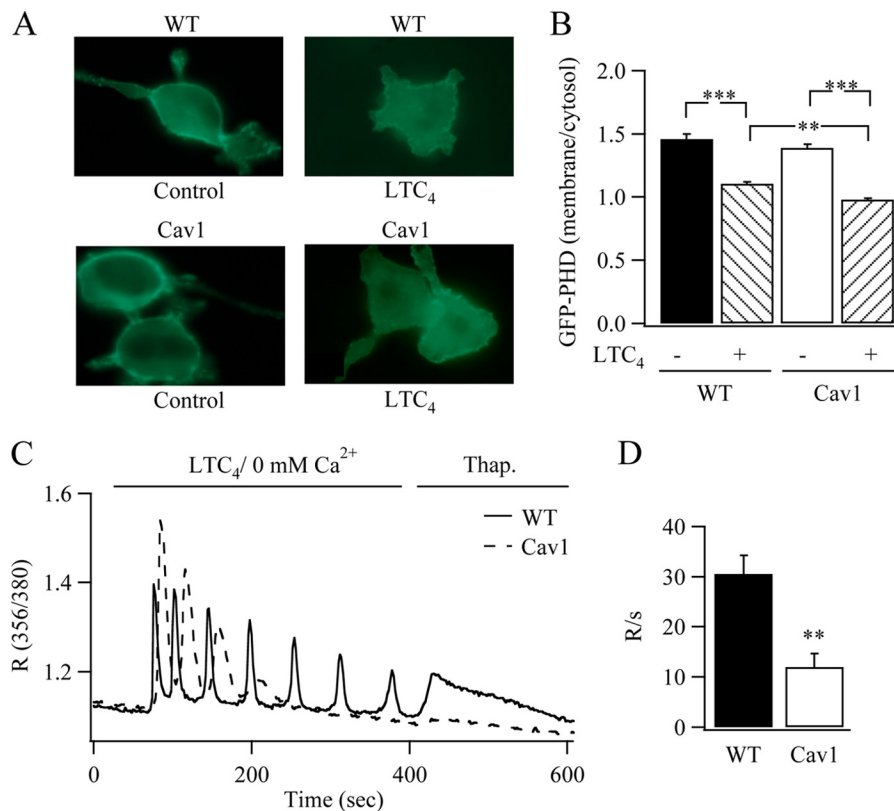 A
WT
WT
Control
LTC4
Cav1
Cav1
Control
LTC4
B
GFP-PHD (membrane/cytosol)
2.0
1.5
1.0
0.5
0.0
***
**
***
LTC4
- + - +
WT Cav1
C
LTC4/ 0 mM Ca2+ Thap.
R (356/380)
1.6
1.4
1.2
WT
Cav1
0 200 400 600
Time (sec)
D
R/s
40
30
20
10
0
**
WT Cav1